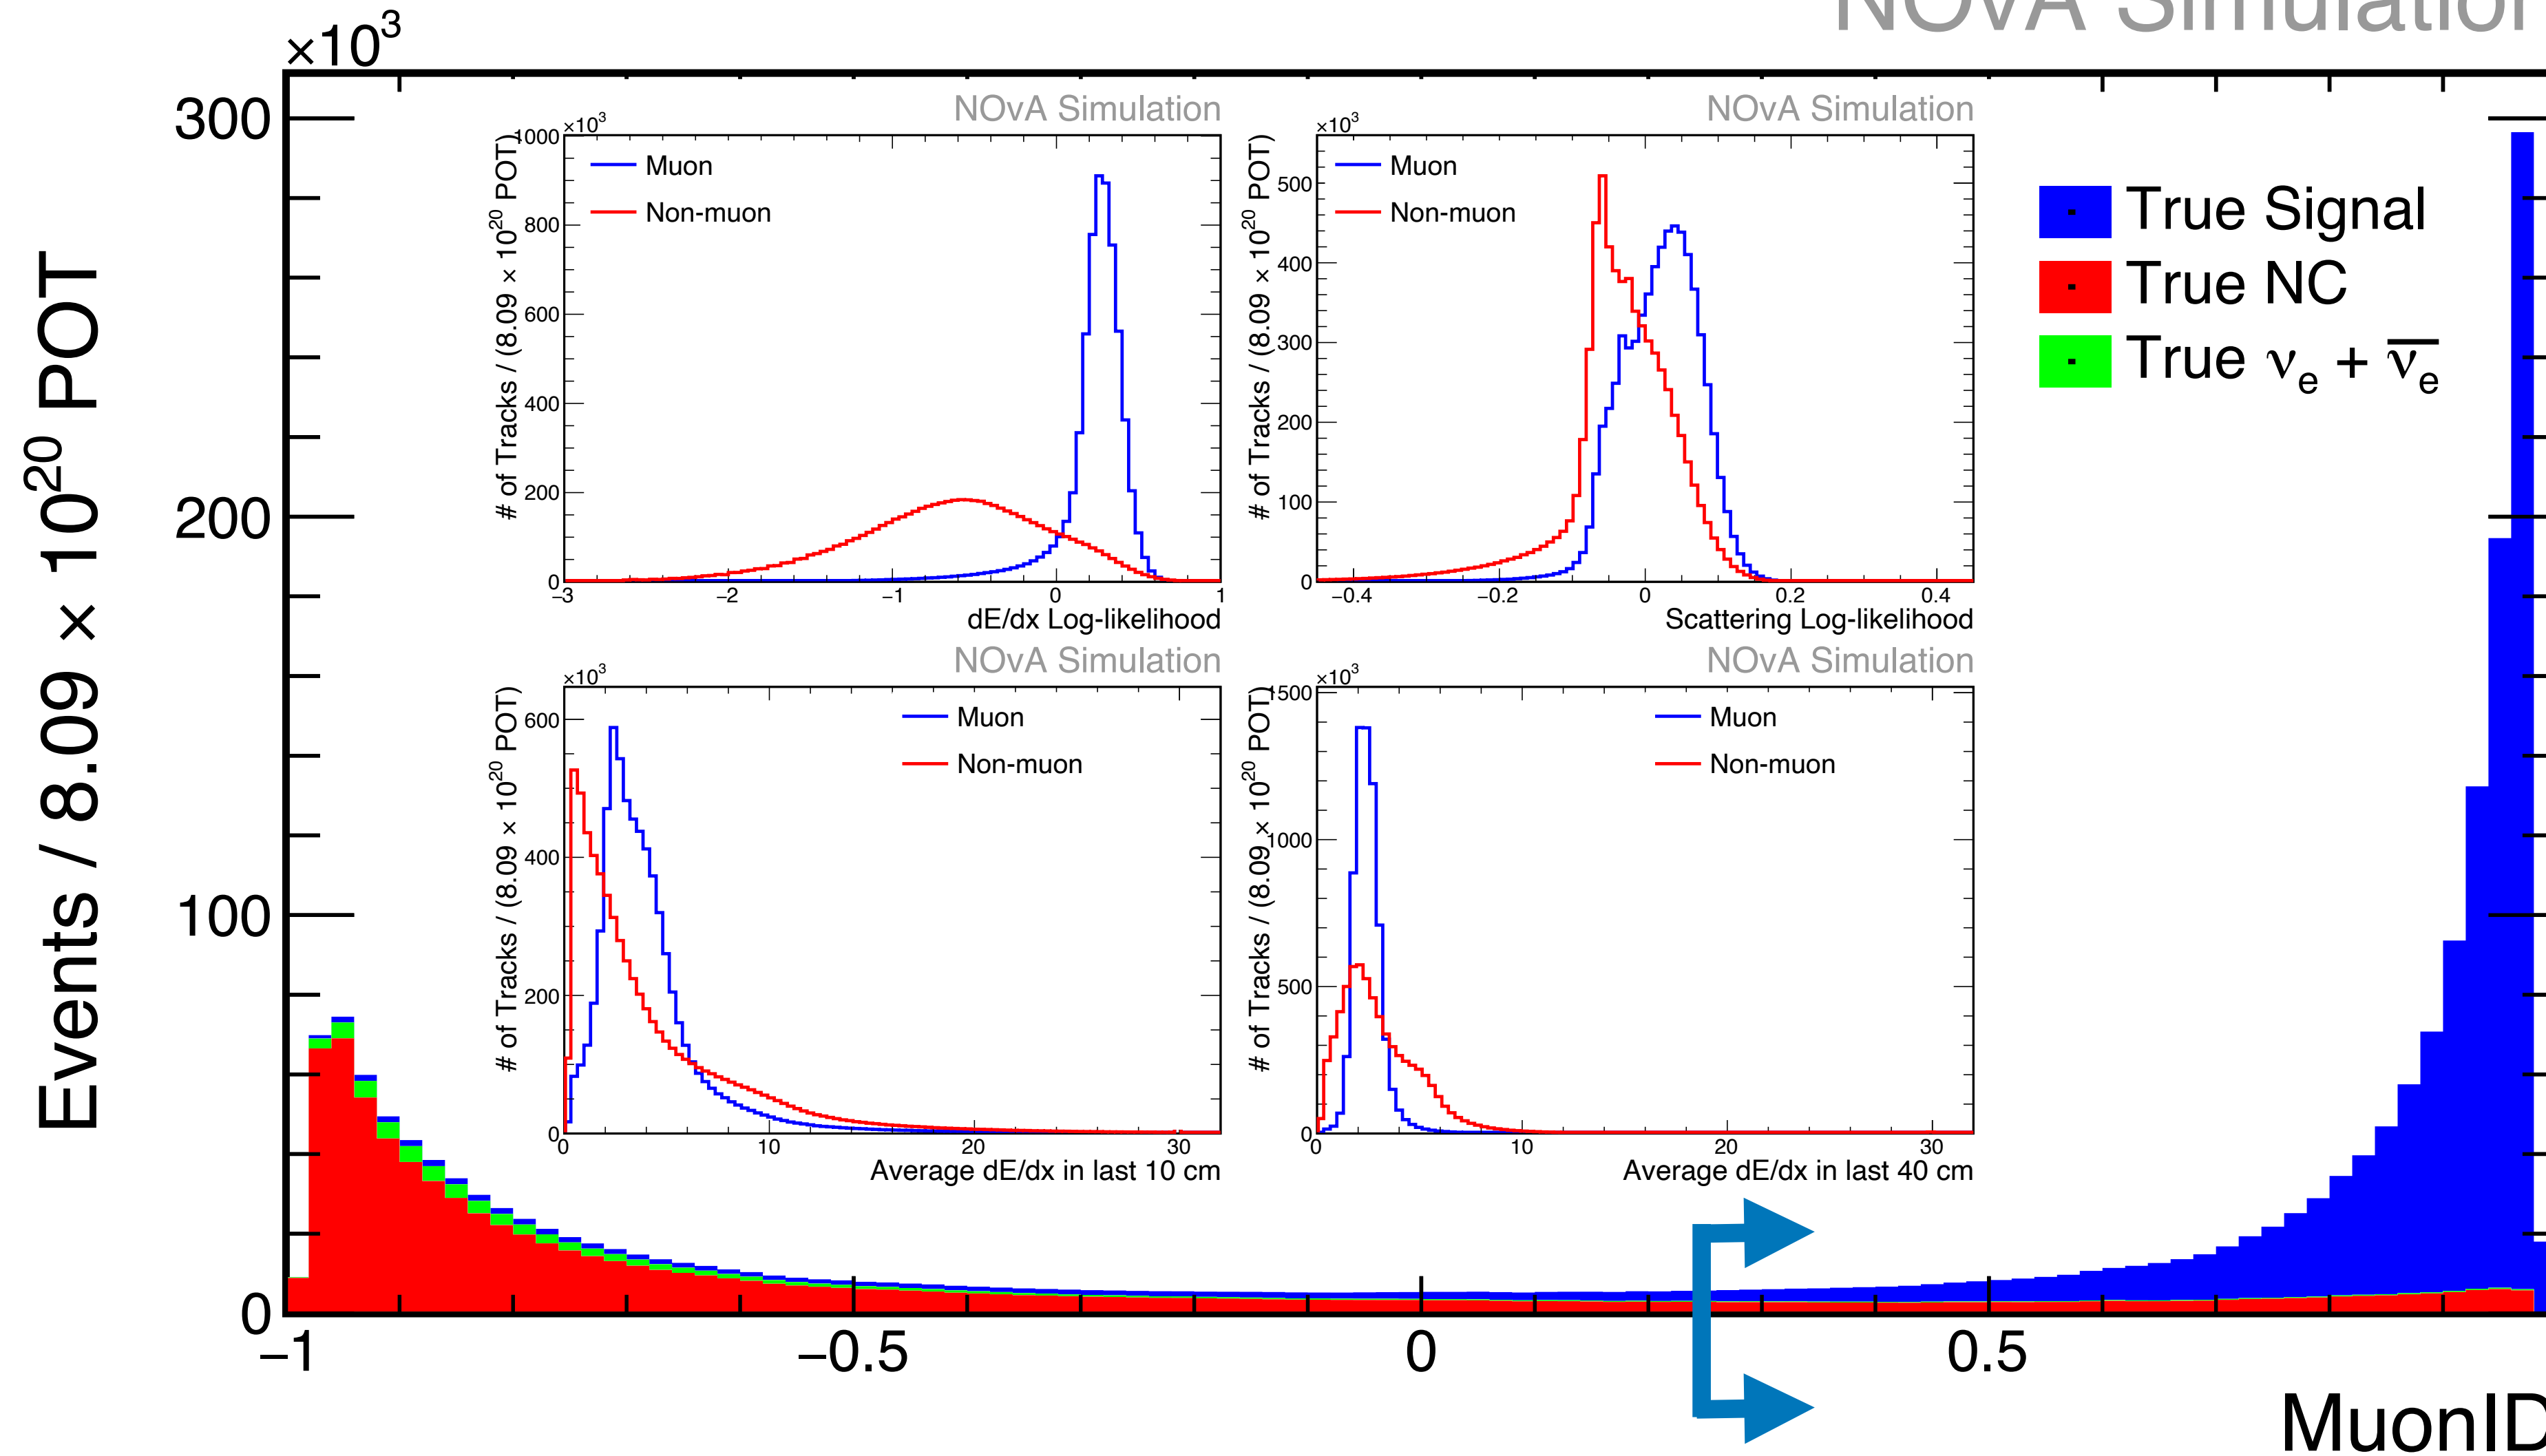 NOvA Simulation
×10³
Events / 8.09 × 10²⁰ POT
300
200
100
0
−1
−0.5
0
0.5
MuonID
True Signal
True NC
True νₑ + ν̅ₑ
NOvA Simulation
×10³
# of Tracks / (8.09 × 10²⁰ POT)
1000
800
600
400
200
0
−3
−2
−1
0
1
dE/dx Log-likelihood
Muon
Non-muon
NOvA Simulation
×10³
# of Tracks / (8.09 × 10²⁰ POT)
500
400
300
200
100
0
−0.4
−0.2
0
0.2
0.4
Scattering Log-likelihood
Muon
Non-muon
NOvA Simulation
×10³
# of Tracks / (8.09 × 10²⁰ POT)
600
400
200
0
0
10
20
30
Average dE/dx in last 10 cm
Muon
Non-muon
NOvA Simulation
×10³
# of Tracks / (8.09 × 10²⁰ POT)
1500
1000
500
0
0
10
20
30
Average dE/dx in last 40 cm
Muon
Non-muon